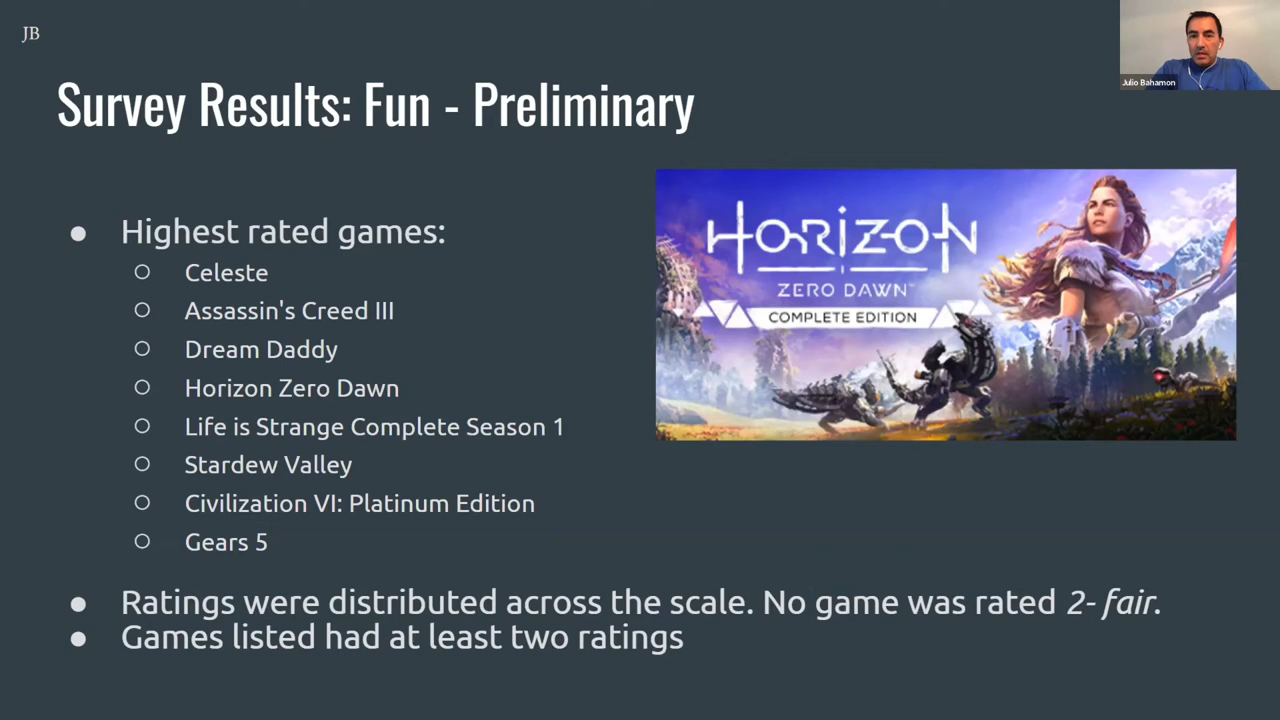 JB
Julio Bahamon
Survey Results: Fun - Preliminary
● Highest rated games:
○ Celeste
○ Assassin's Creed III
○ Dream Daddy
○ Horizon Zero Dawn
○ Life is Strange Complete Season 1
○ Stardew Valley
○ Civilization VI: Platinum Edition
○ Gears 5
HORIZON
ZERO DAWN™
COMPLETE EDITION
● Ratings were distributed across the scale. No game was rated 2- fair.
● Games listed had at least two ratings